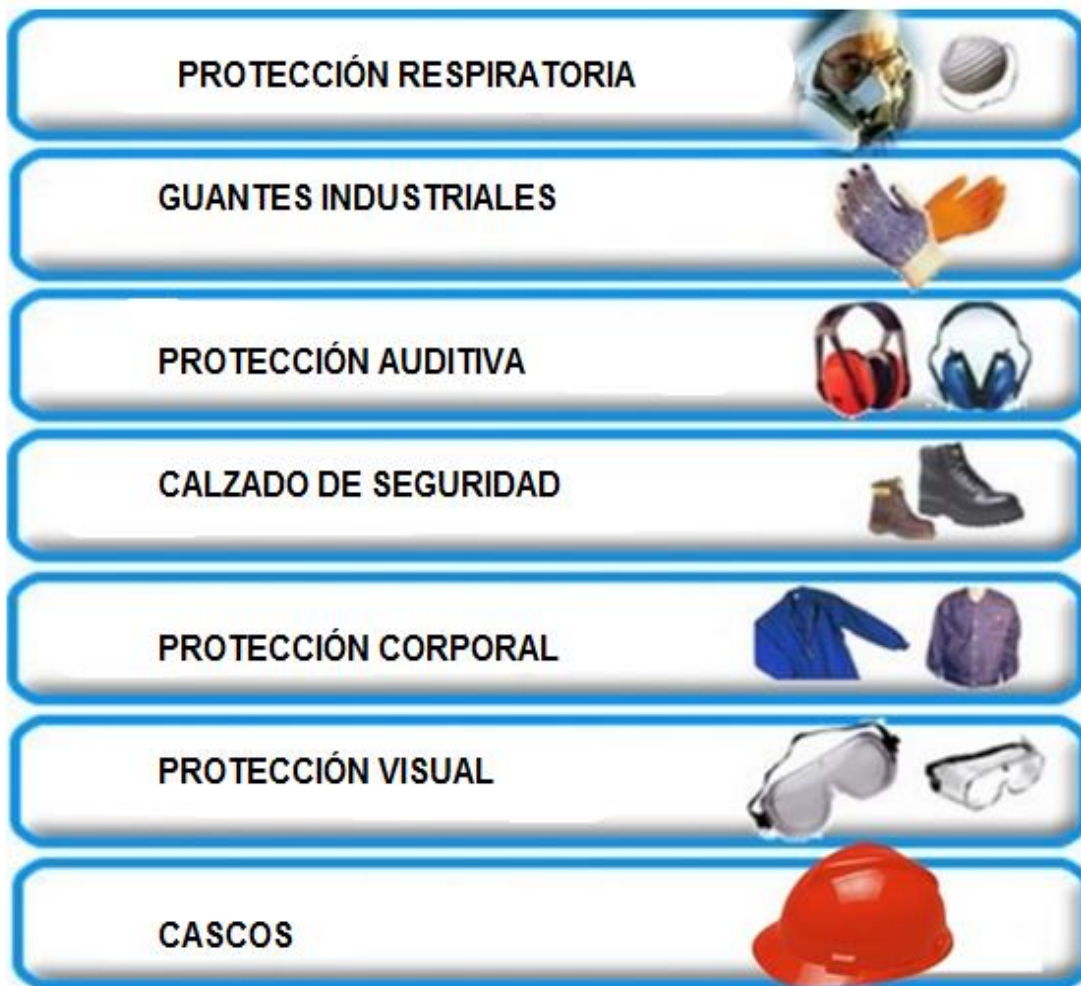 PROTECCIÓN RESPIRATORIA
GUANTES INDUSTRIALES
PROTECCIÓN AUDITIVA
CALZADO DE SEGURIDAD
PROTECCIÓN CORPORAL
PROTECCIÓN VISUAL
CASCOS